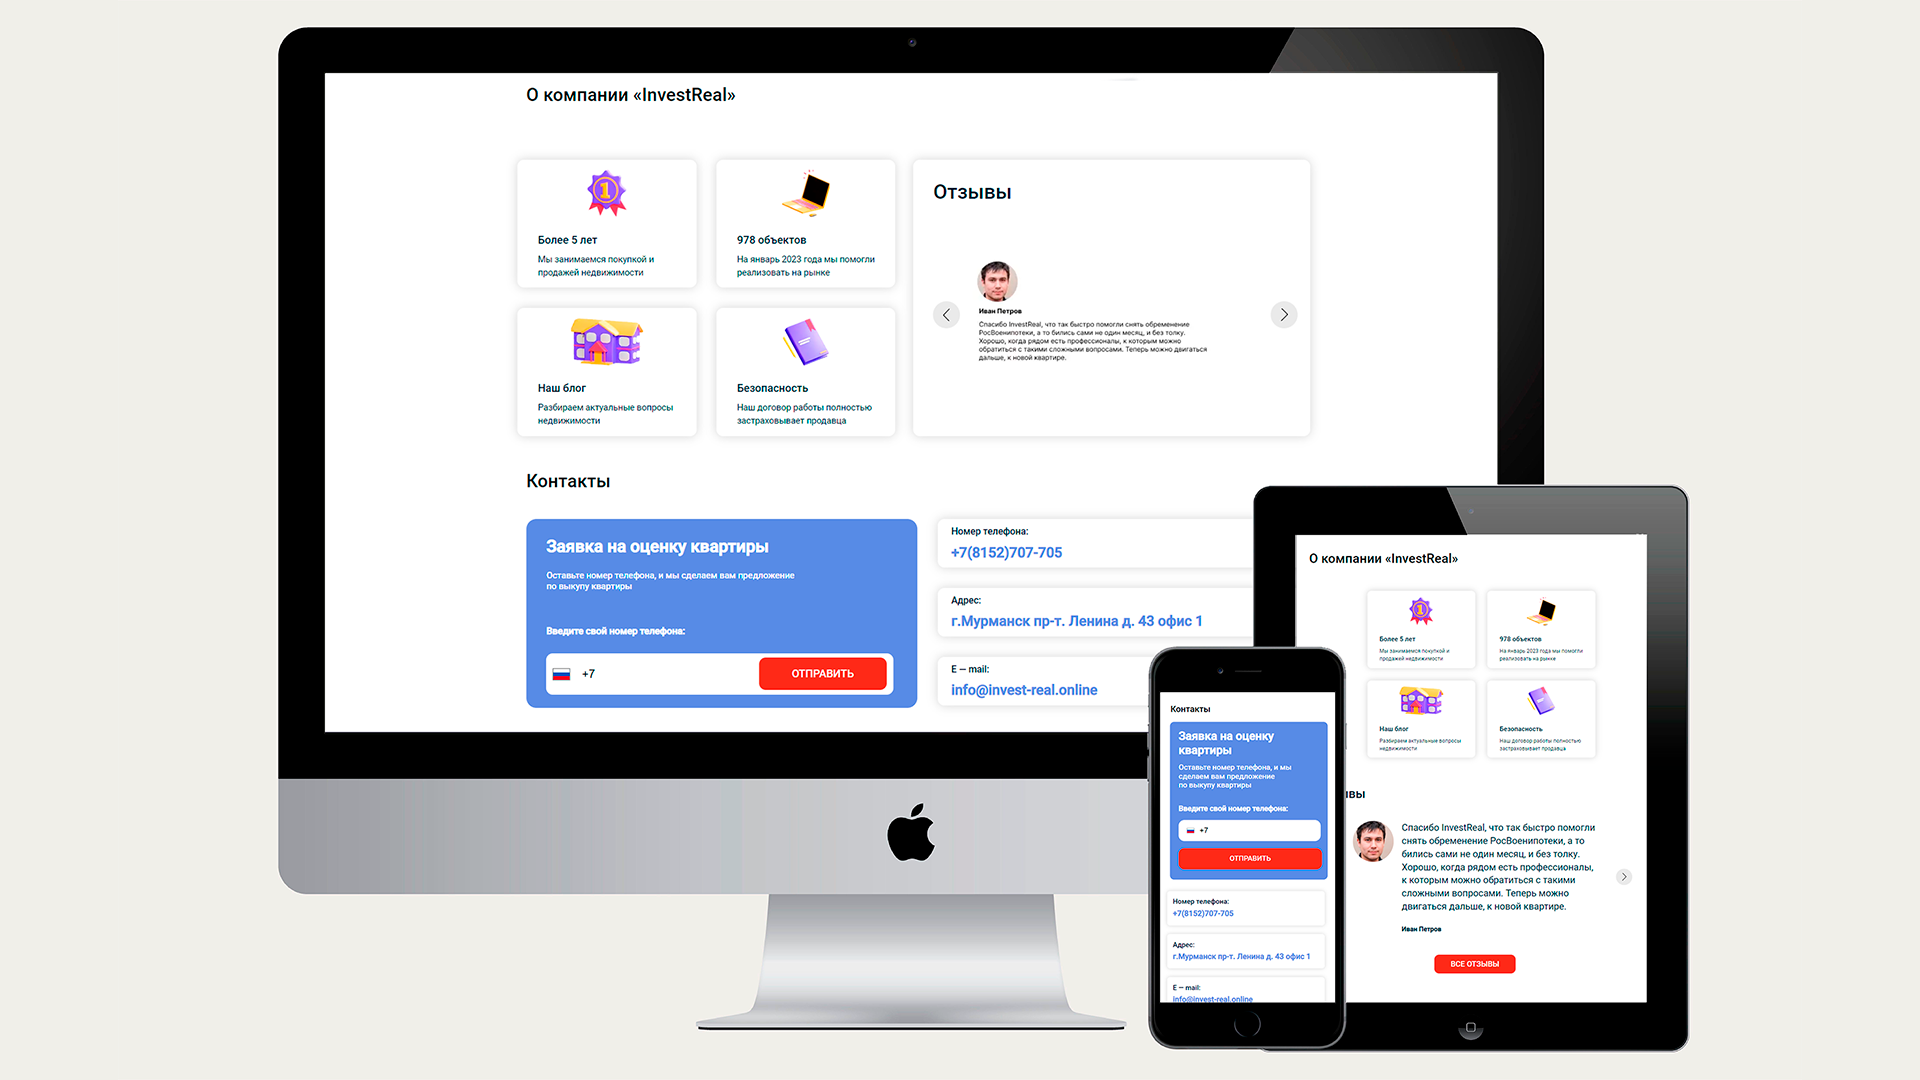 О компании «InvestReal»
1
Более 5 лет
Мы занимаемся покупкой и
продажей недвижимости
978 объектов
На январь 2023 года мы помогли
реализовать на рынке
Наш блог
Разбираем актуальные вопросы
недвижимости
Безопасность
Наш договор работы полностью
застраховывает продавца
Отзывы
Иван Петров
Спасибо InvestReal, что так быстро помогли снять обременение
РосВоенипотеки, а то бились сами не один месяц, и без толку.
Хорошо, когда рядом есть профессионалы, к которым можно
обратиться с такими сложными вопросами. Теперь можно двигаться
дальше, к новой квартире.
Контакты
Заявка на оценку квартиры
Оставьте номер телефона, и мы сделаем вам предложение
по выкупу квартиры
Введите свой номер телефона:
+7
ОТПРАВИТЬ
Номер телефона:
+7(8152)707-705
Адрес:
г.Мурманск пр-т. Ленина д. 43 офис 1
E — mail:
info@invest-real.online
Контакты
Заявка на оценку
квартиры
Оставьте номер телефона, и мы
сделаем вам предложение
по выкупу квартиры
Введите свой номер телефона:
+7
ОТПРАВИТЬ
Номер телефона:
+7(8152)707-705
Адрес:
г.Мурманск пр-т. Ленина д. 43 офис 1
E — mail:
info@invest-real.online
О компании «InvestReal»
1
Более 5 лет
Мы занимаемся покупкой и
продажей недвижимости
978 объектов
На январь 2023 года мы помогли
реализовать на рынке
Наш блог
Разбираем актуальные вопросы
недвижимости
Безопасность
Наш договор работы полностью
застраховывает продавца
ывы
Спасибо InvestReal, что так быстро помогли
снять обременение РосВоенипотеки, а то
бились сами не один месяц, и без толку.
Хорошо, когда рядом есть профессионалы,
к которым можно обратиться с такими
сложными вопросами. Теперь можно
двигаться дальше, к новой квартире.
Иван Петров
ВСЕ ОТЗЫВЫ